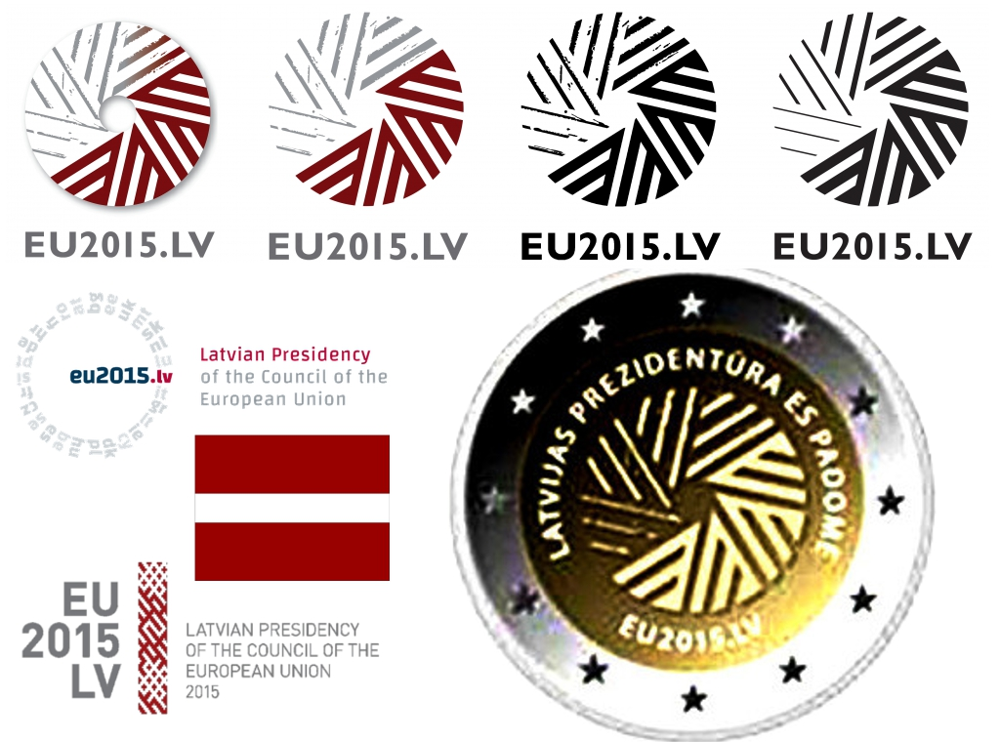 EU2015.LV
EU2015.LV
EU2015.LV
EU2015.LV
eu2015.lv
Latvian Presidency
of the Council of the
European Union
LATVIJAS PREZIDENTŪRA ES PADOMĒ
EU2015.LV
EU
2015
LV
LATVIAN PRESIDENCY
OF THE COUNCIL OF THE
EUROPEAN UNION
2015